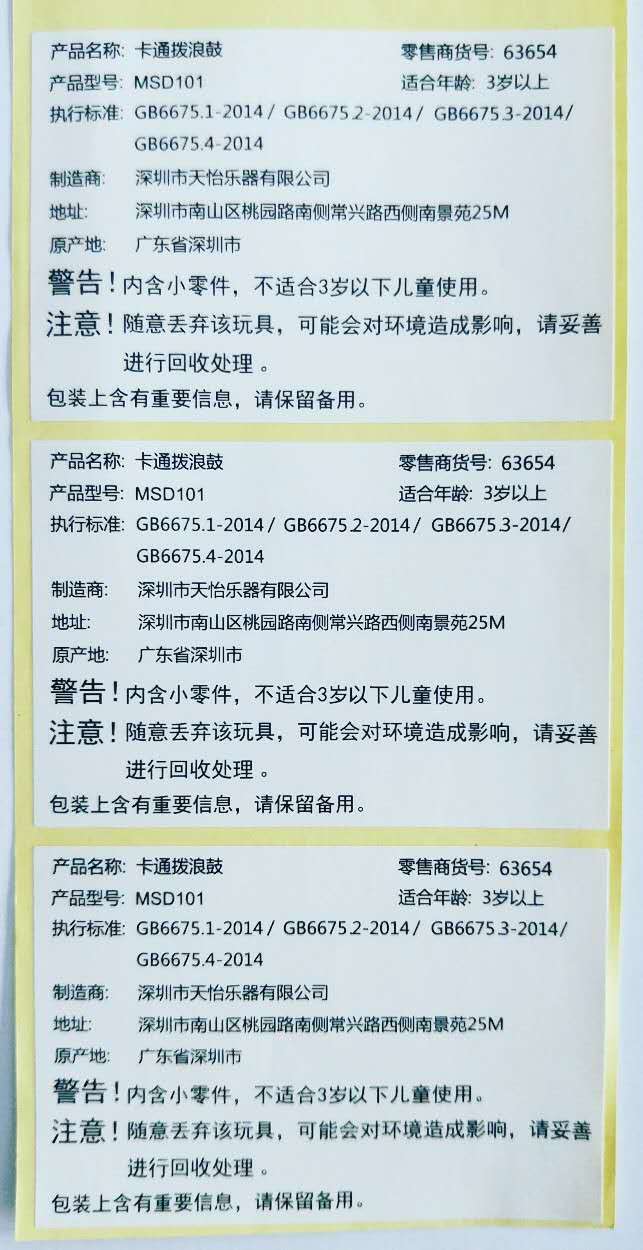 产品名称: 卡通拨浪鼓 零售商货号: 63654
产品型号: MSD101 适合年龄: 3岁以上
执行标准: GB6675.1-2014 / GB6675.2-2014 / GB6675.3-2014/
GB6675.4-2014
制造商: 深圳市天怡乐器有限公司
地址: 深圳市南山区桃园路南侧常兴路西侧南景苑25M
原产地: 广东省深圳市
警告！内含小零件，不适合3岁以下儿童使用。
注意！随意丢弃该玩具，可能会对环境造成影响，请妥善
进行回收处理。
包装上含有重要信息，请保留备用。
产品名称: 卡通拨浪鼓 零售商货号: 63654
产品型号: MSD101 适合年龄: 3岁以上
执行标准: GB6675.1-2014 / GB6675.2-2014 / GB6675.3-2014/
GB6675.4-2014
制造商: 深圳市天怡乐器有限公司
地址: 深圳市南山区桃园路南侧常兴路西侧南景苑25M
原产地: 广东省深圳市
警告！内含小零件，不适合3岁以下儿童使用。
注意！随意丢弃该玩具，可能会对环境造成影响，请妥善
进行回收处理。
包装上含有重要信息，请保留备用。
产品名称: 卡通拨浪鼓 零售商货号: 63654
产品型号: MSD101 适合年龄: 3岁以上
执行标准: GB6675.1-2014 / GB6675.2-2014 / GB6675.3-2014/
GB6675.4-2014
制造商: 深圳市天怡乐器有限公司
地址: 深圳市南山区桃园路南侧常兴路西侧南景苑25M
原产地: 广东省深圳市
警告！内含小零件，不适合3岁以下儿童使用。
注意！随意丢弃该玩具，可能会对环境造成影响，请妥善
进行回收处理。
包装上含有重要信息，请保留备用。